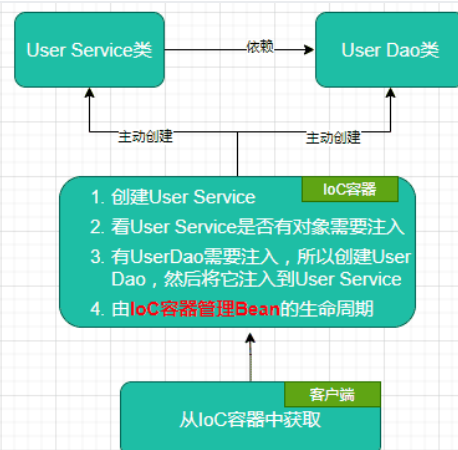 User Service类
依赖
User Dao类
主动创建
主动创建
IoC容器
1. 创建User Service
2. 看User Service是否有对象需要注入
3. 有UserDao需要注入，所以创建User
Dao，然后将它注入到User Service
4. 由IoC容器管理Bean的生命周期
客户端
从IoC容器中获取